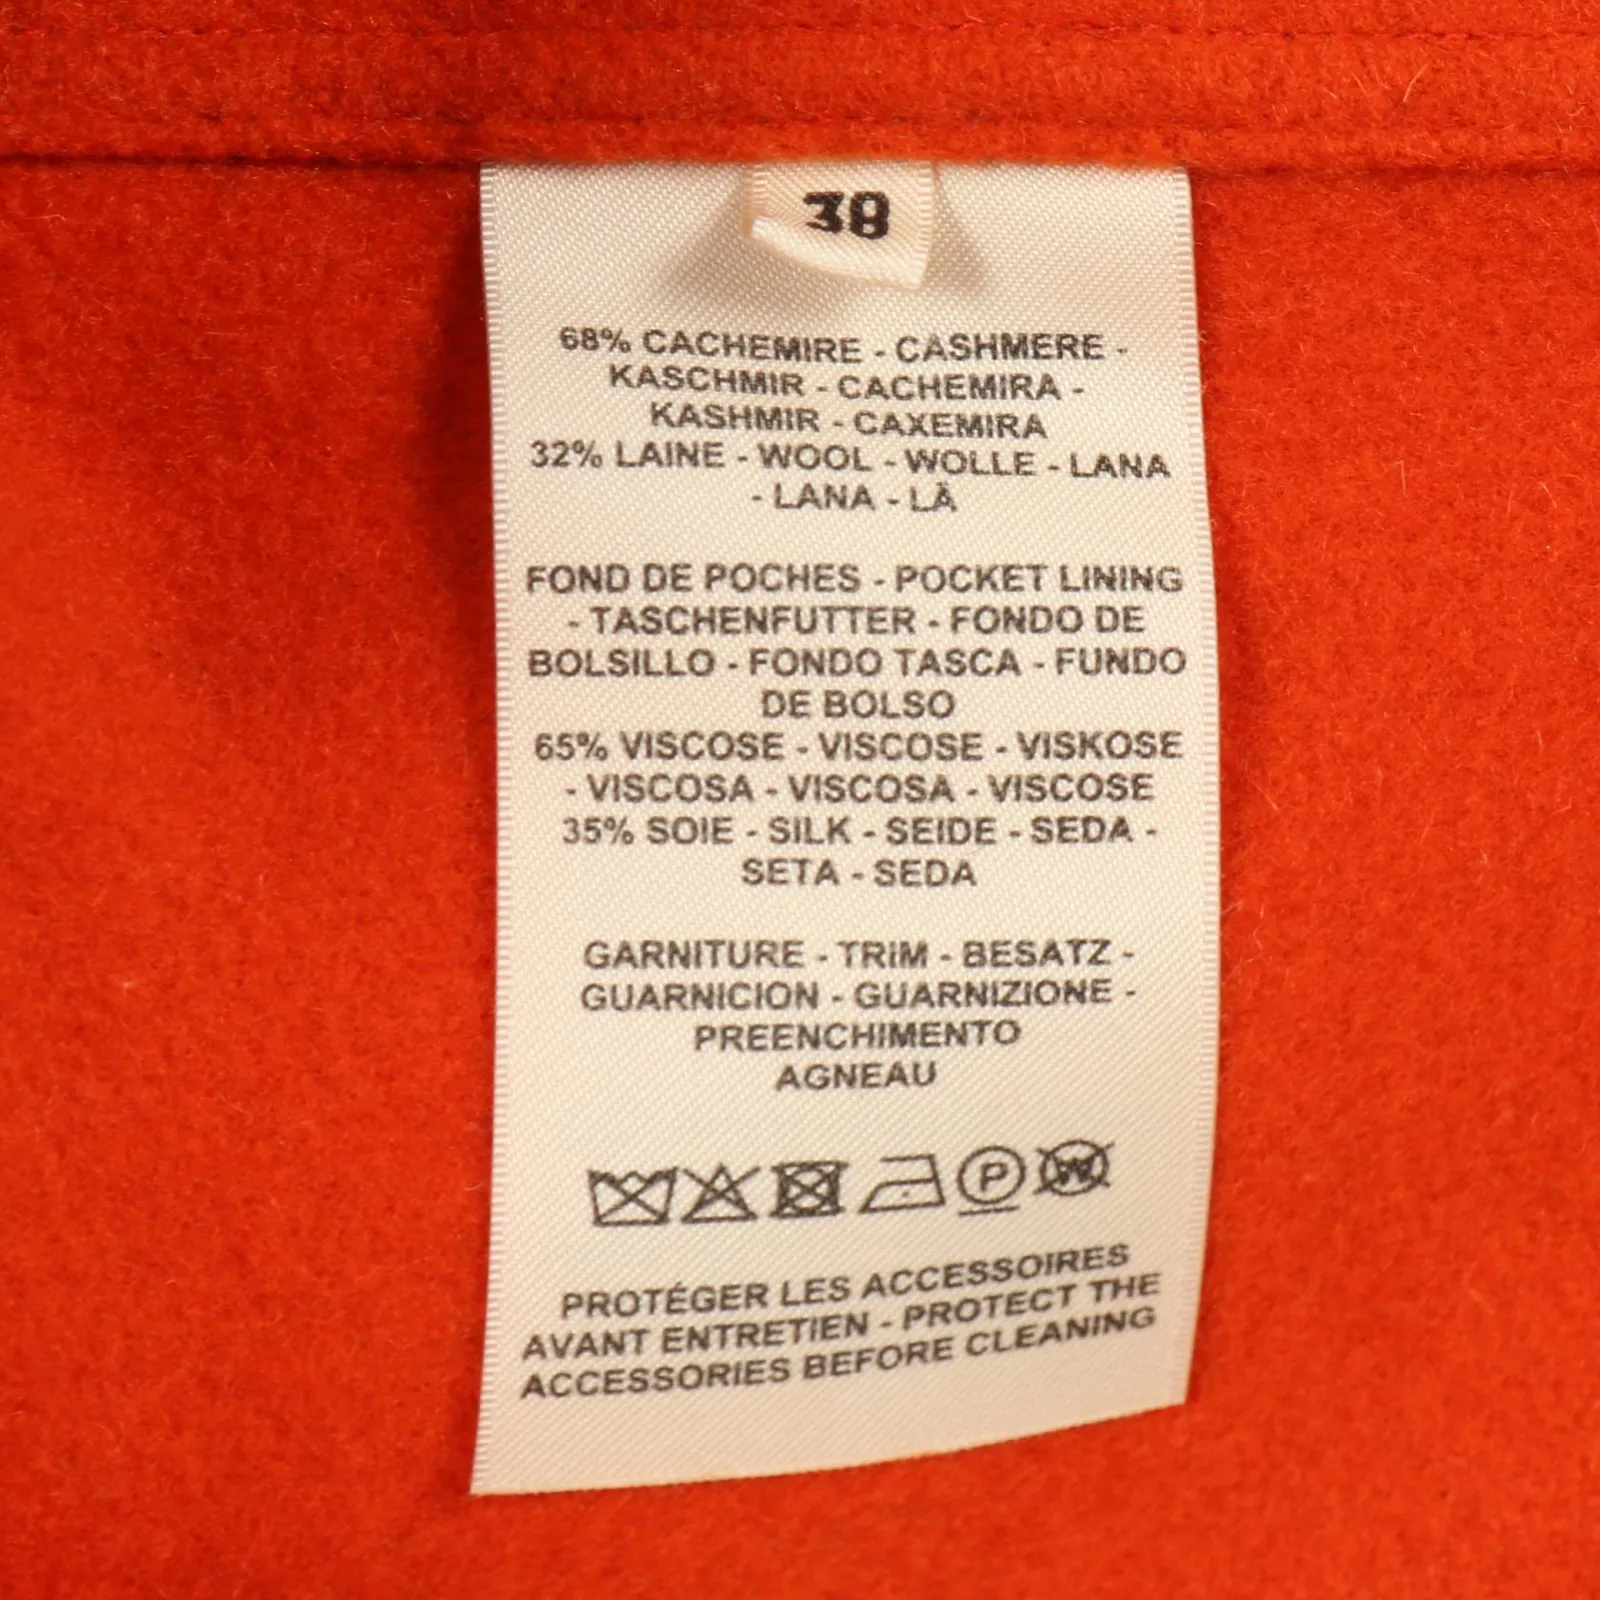 38
68% CACHEMIRE - CASHMERE -
KASCHMIR - CACHEMIRA -
KASHMIR - CAXEMIRA
32% LAINE - WOOL - WOLLE - LANA
- LANA - LÃ
FOND DE POCHES - POCKET LINING
- TASCHENFUTTER - FONDO DE
BOLSILLO - FONDO TASCA - FUNDO
DE BOLSO
65% VISCOSE - VISCOSE - VISKOSE
- VISCOSA - VISCOSA - VISCOSE
35% SOIE - SILK - SEIDE - SEDA -
SETA - SEDA
GARNITURE - TRIM - BESATZ -
GUARNICION - GUARNIZIONE -
PREENCHIMENTO
AGNEAU
P W
PROTÉGER LES ACCESSOIRES
AVANT ENTRETIEN - PROTECT THE
ACCESSORIES BEFORE CLEANING